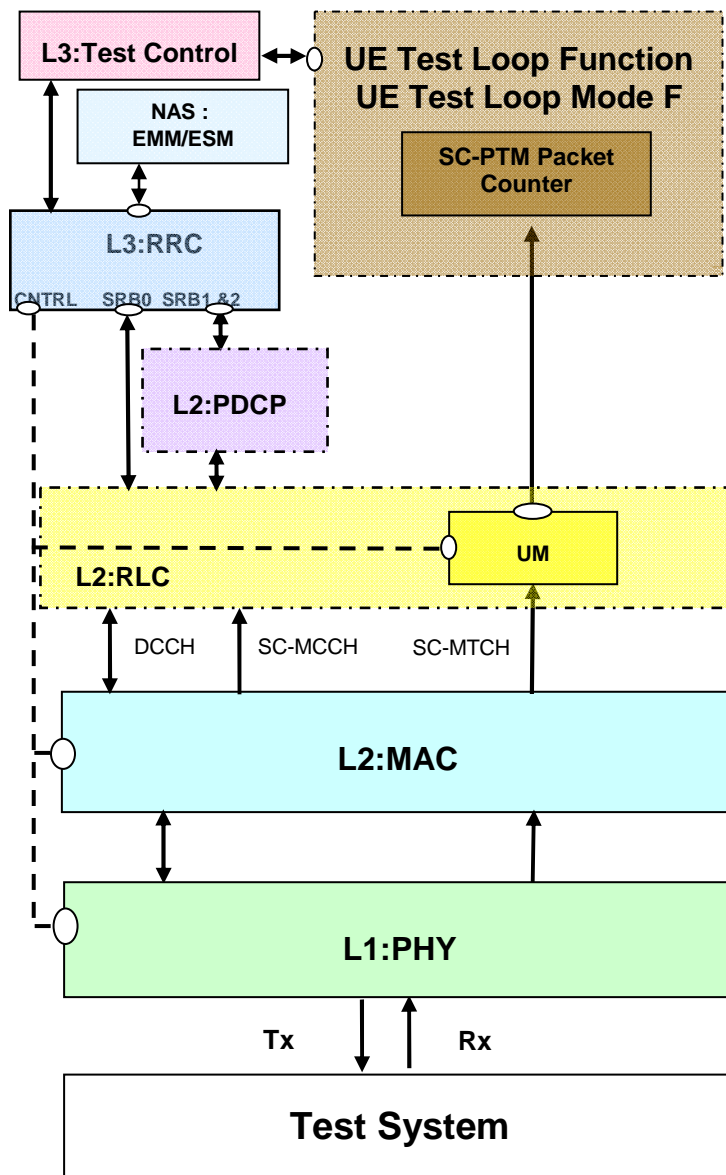 L3:Test Control
UE Test Loop Function
UE Test Loop Mode F
NAS :
EMM/ESM
SC-PTM Packet
Counter
L3:RRC
CNTRL SRB0 SRB1 &2
L2:PDCP
UM
L2:RLC
DCCH SC-MCCH SC-MTCH
L2:MAC
L1:PHY
Tx Rx
Test System